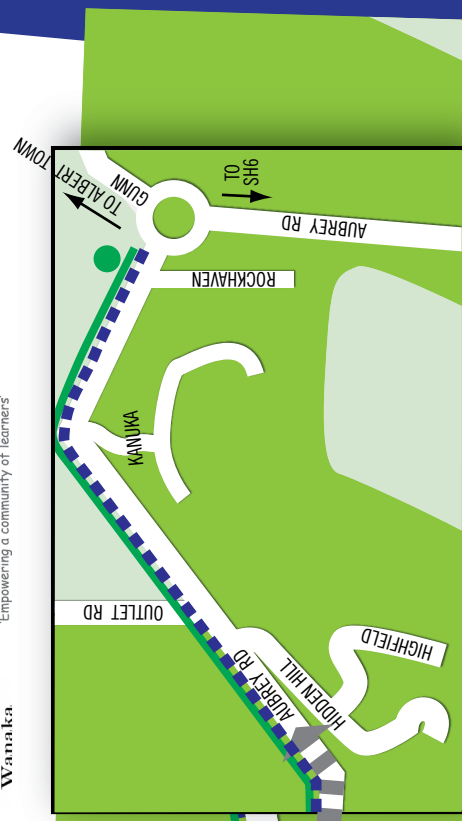 'Empowering a community of learners'
Wanaka
TO ALBERT TOWN
GUNN
TO
SH6
AUBREY RD
ROCKHAVEN
KANUKA
OUTLET RD
AUBREY RD
HIDDEN HILL
HIGHFIELD